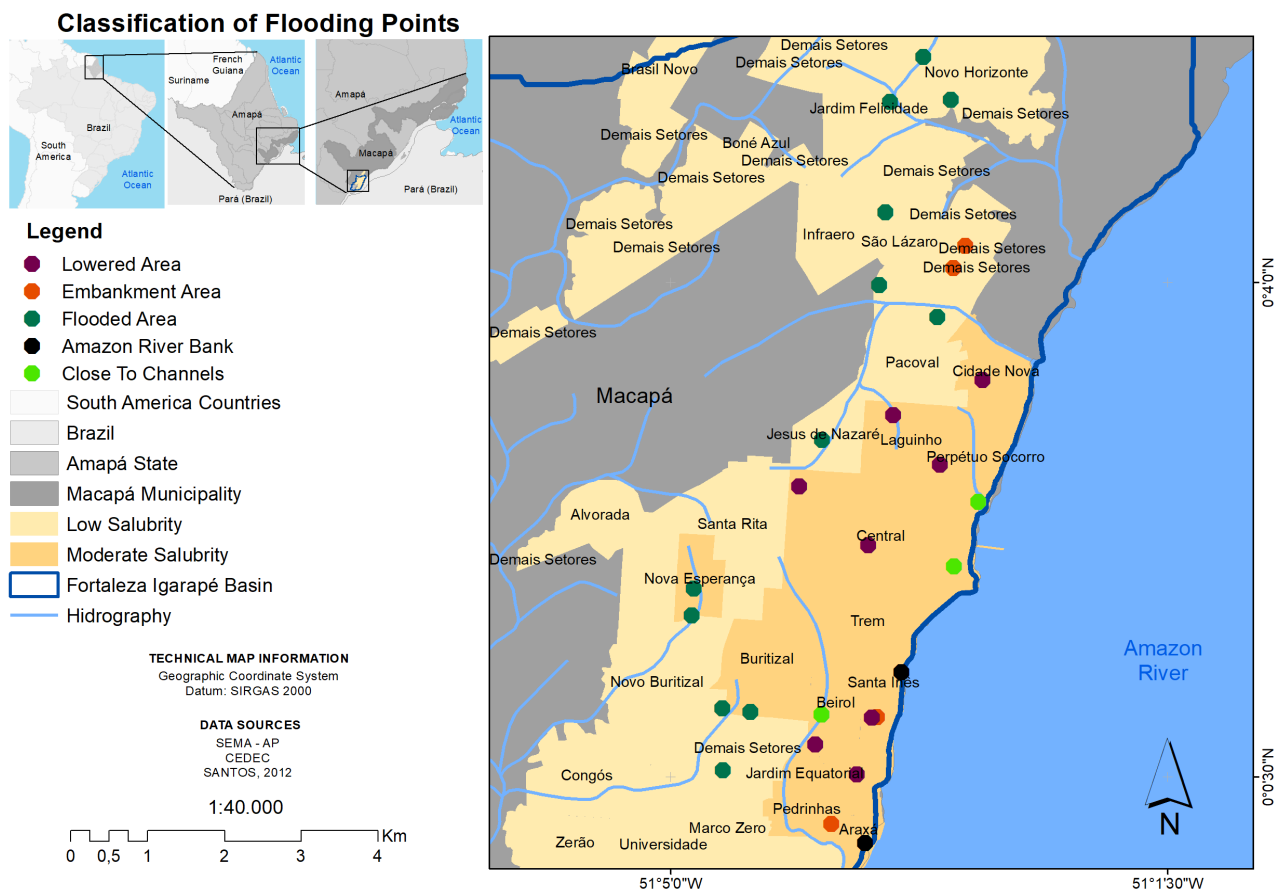 Classification of Flooding Points
French
Guiana
Atlantic
Ocean
Suriname
Amapá
Brazil
South
America
Atlantic
Ocean
Pará (Brazil)
Amapá
Atlantic
Ocean
Macapá
Pará (Brazil)
Legend
Lowered Area
Embankment Area
Flooded Area
Amazon River Bank
Close To Channels
South America Countries
Brazil
Amapá State
Macapá Municipality
Low Salubrity
Moderate Salubrity
Fortaleza Igarapé Basin
Hidrography
TECHNICAL MAP INFORMATION
Geographic Coordinate System
Datum: SIRGAS 2000
DATA SOURCES
SEMA - AP
CEDEC
SANTOS, 2012
1:40.000
Km
0 0,5 1 2 3 4
Demais Setores
Demais Setores
Brasil Novo
Novo Horizonte
Jardim Felicidade
Demais Setores
Demais Setores
Boné Azul
Demais Setores
Demais Setores
Demais Setores
Demais Setores
Demais Setores
Infraero
São Lázaro
Demais Setores
Demais Setores
Demais Setores
Demais Setores
Pacoval
Cidade Nova
Macapá
Jesus de Nazaré
Laguinho
Perpétuo Socorro
Alvorada
Santa Rita
Central
Demais Setores
Nova Esperança
Trem
Buritizal
Novo Buritizal
Santa Inês
Beirol
Demais Setores
Congós
Jardim Equatorial
Pedrinhas
Marco Zero
Araxá
Zerão
Universidade
Amazon
River
N
0°4'0"N
0°0'30"N
51°5'0"W
51°1'30"W